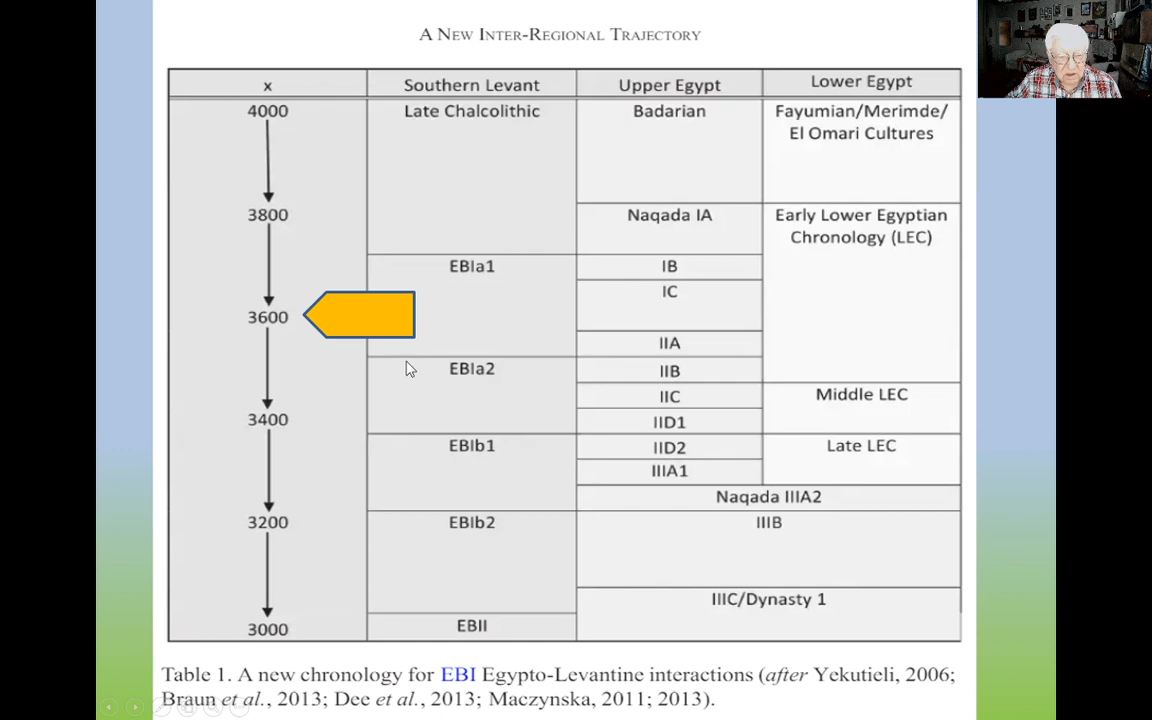 A NEW INTER-REGIONAL TRAJECTORY
x Southern Levant Upper Egypt Lower Egypt
4000 Late Chalcolithic Badarian Fayumian/Merimde/
El Omari Cultures
3800 Naqada IA Early Lower Egyptian
Chronology (LEC)
EBIa1 IB
IC
3600
IIA
EBIa2 IIB
IIC Middle LEC
3400 IID1
EBIb1 IID2 Late LEC
IIIA1
Naqada IIIA2
3200 EBIb2 IIIB
IIIC/Dynasty 1
3000 EBII
Table 1. A new chronology for EBI Egypto-Levantine interactions (after Yekutieli, 2006;
Braun et al., 2013; Dee et al., 2013; Maczynska, 2011; 2013).